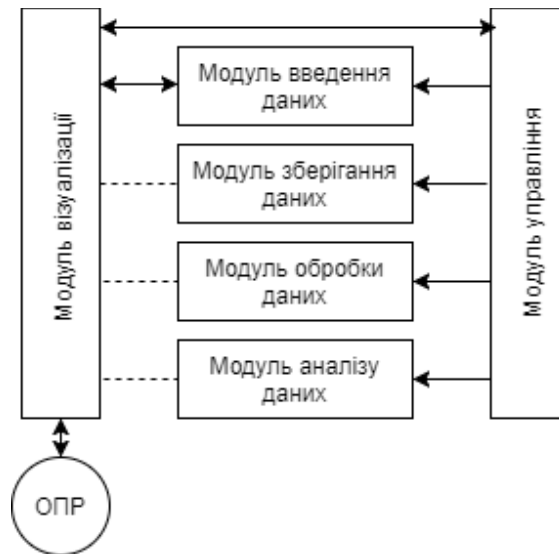 Модуль візуалізації
Модуль введення
даних
Модуль зберігання
даних
Модуль обробки
даних
Модуль аналізу
даних
Модуль управління
ОПР